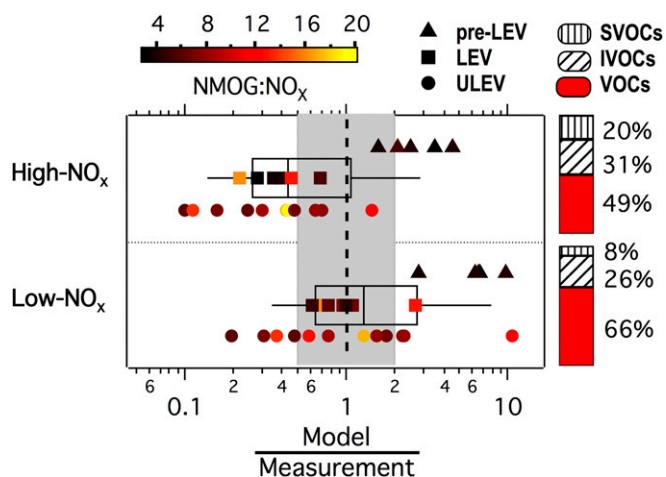 4 8 12 16 20
NMOG:NOX
pre-LEV
LEV
ULEV
SVOCs
IVOCs
VOCs
High-NOx
20%
31%
49%
Low-NOx
8%
26%
66%
6 0.1 2 4 6 1 2 4 6 10
Model
Measurement